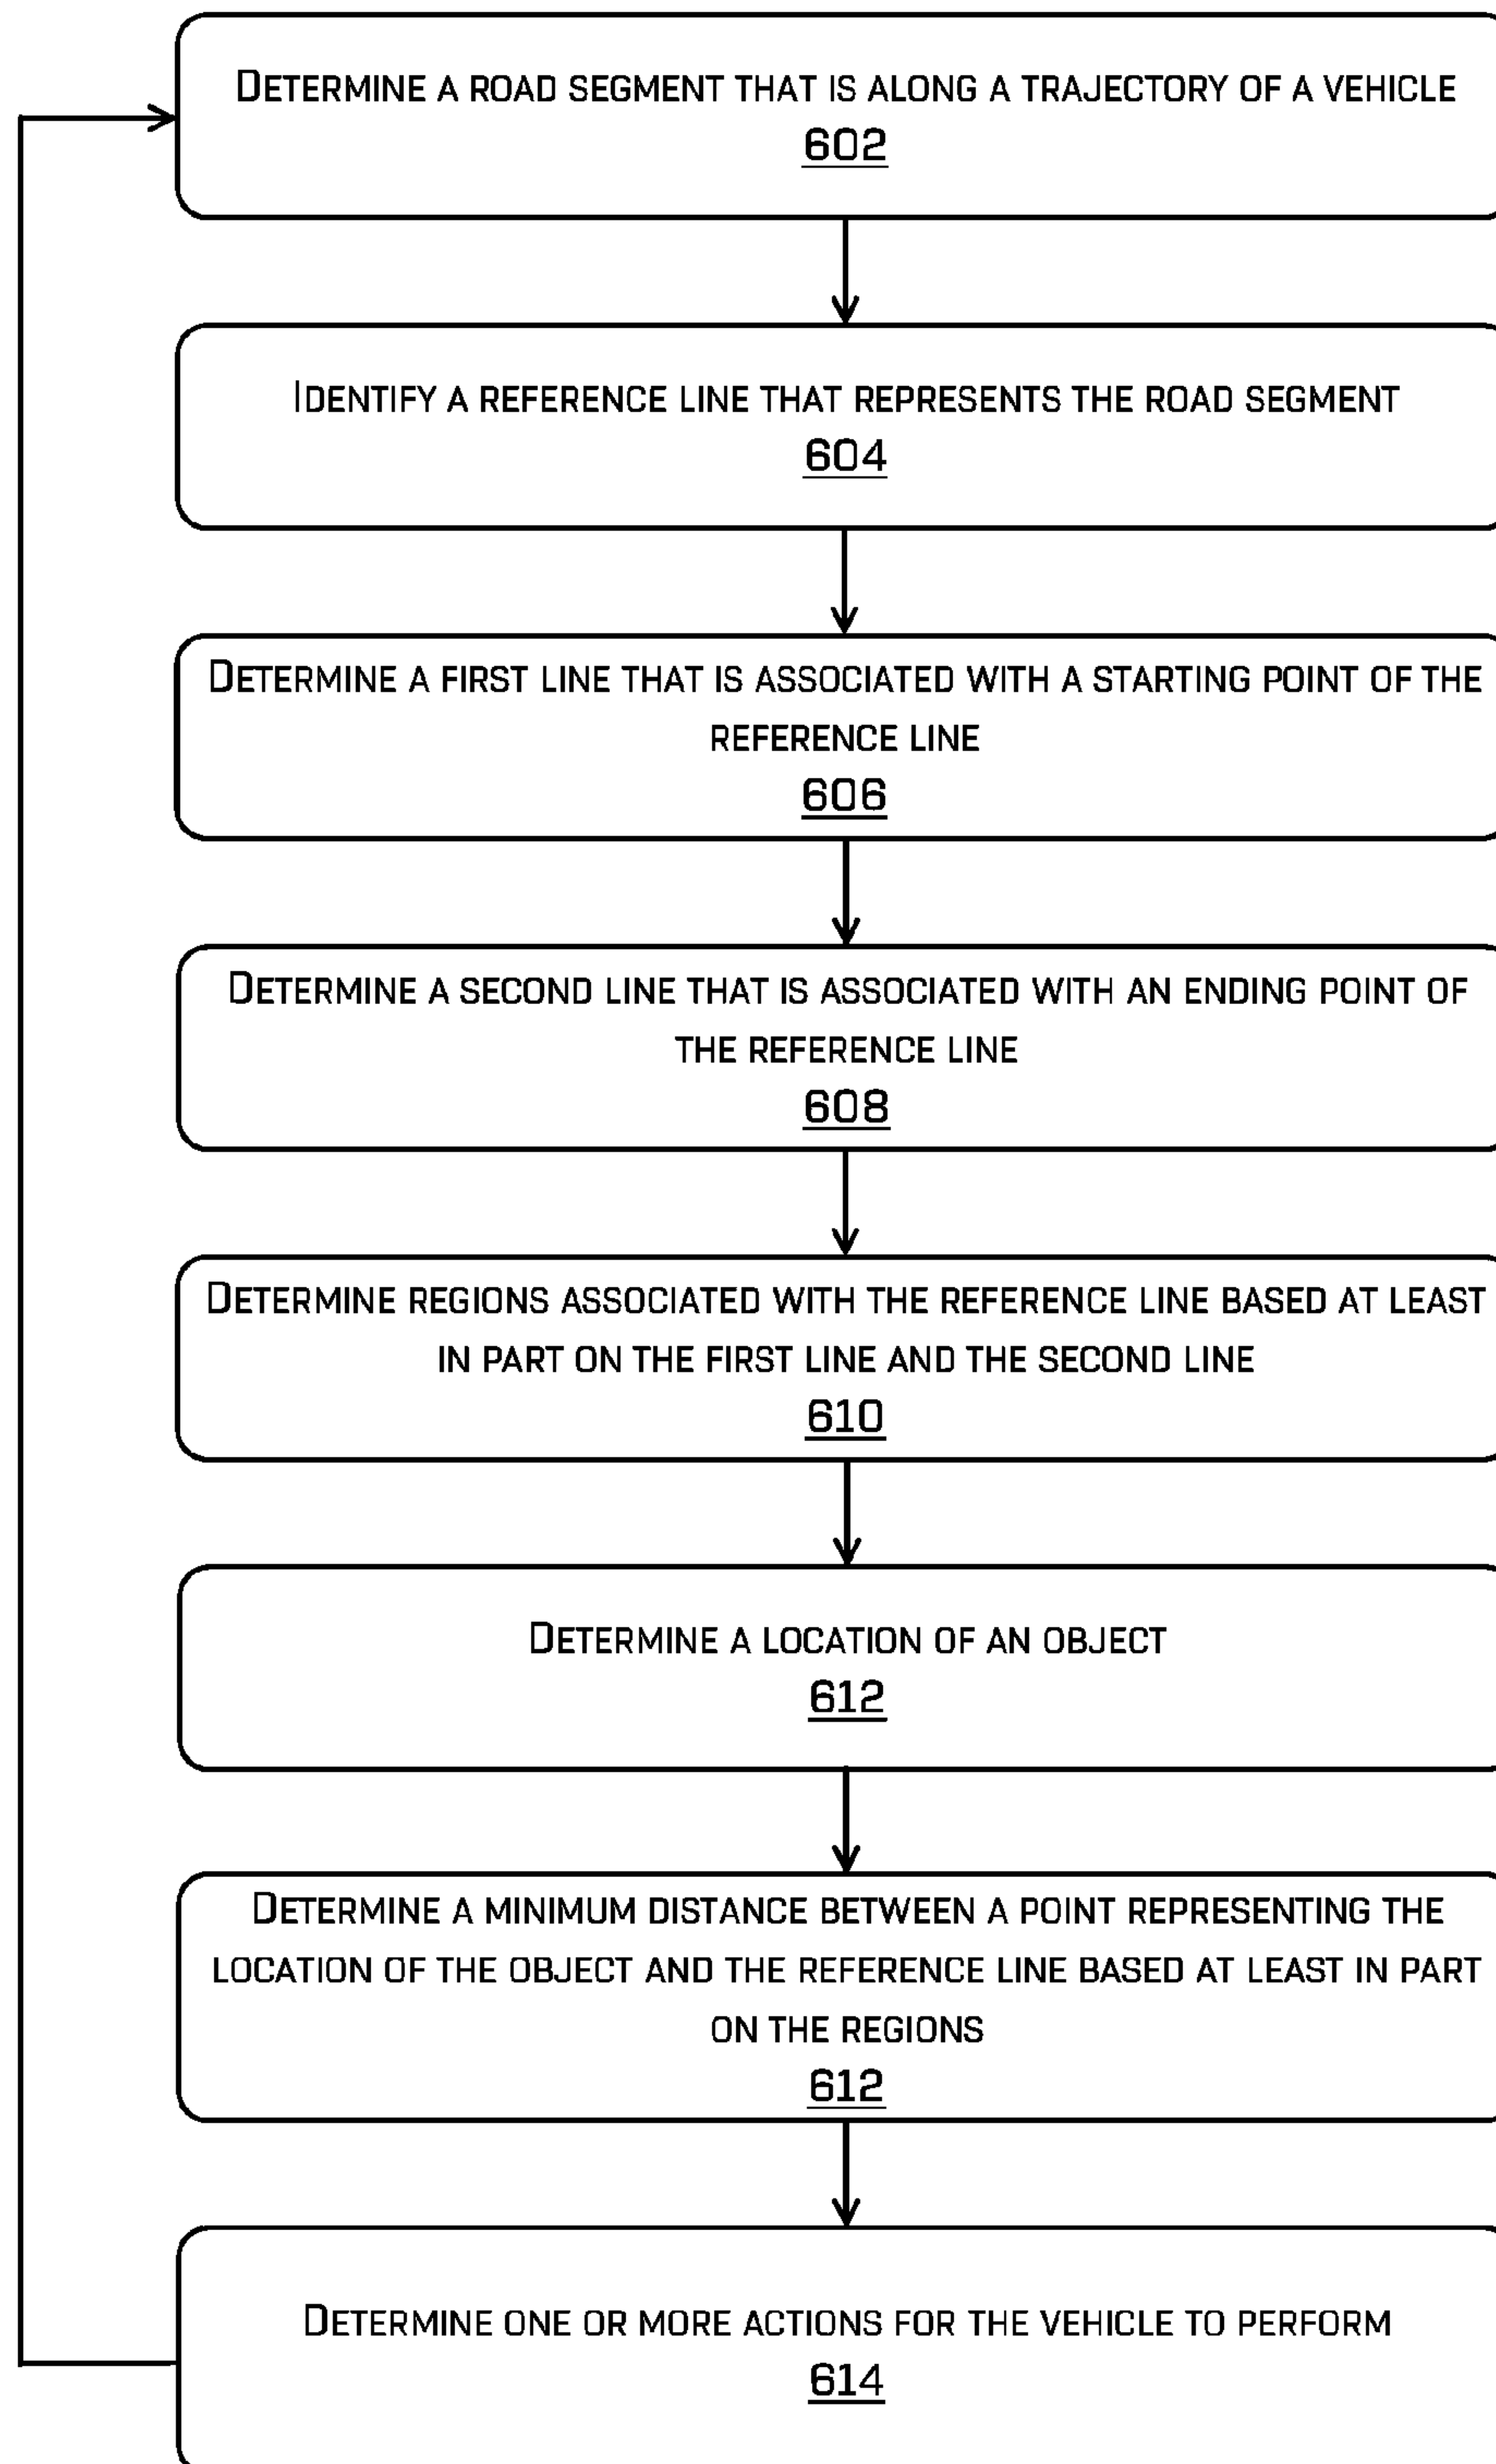 DETERMINE A ROAD SEGMENT THAT IS ALONG A TRAJECTORY OF A VEHICLE
602
IDENTIFY A REFERENCE LINE THAT REPRESENTS THE ROAD SEGMENT
604
DETERMINE A FIRST LINE THAT IS ASSOCIATED WITH A STARTING POINT OF THE
REFERENCE LINE
606
DETERMINE A SECOND LINE THAT IS ASSOCIATED WITH AN ENDING POINT OF
THE REFERENCE LINE
608
DETERMINE REGIONS ASSOCIATED WITH THE REFERENCE LINE BASED AT LEAST
IN PART ON THE FIRST LINE AND THE SECOND LINE
610
DETERMINE A LOCATION OF AN OBJECT
612
DETERMINE A MINIMUM DISTANCE BETWEEN A POINT REPRESENTING THE
LOCATION OF THE OBJECT AND THE REFERENCE LINE BASED AT LEAST IN PART
ON THE REGIONS
612
DETERMINE ONE OR MORE ACTIONS FOR THE VEHICLE TO PERFORM
614